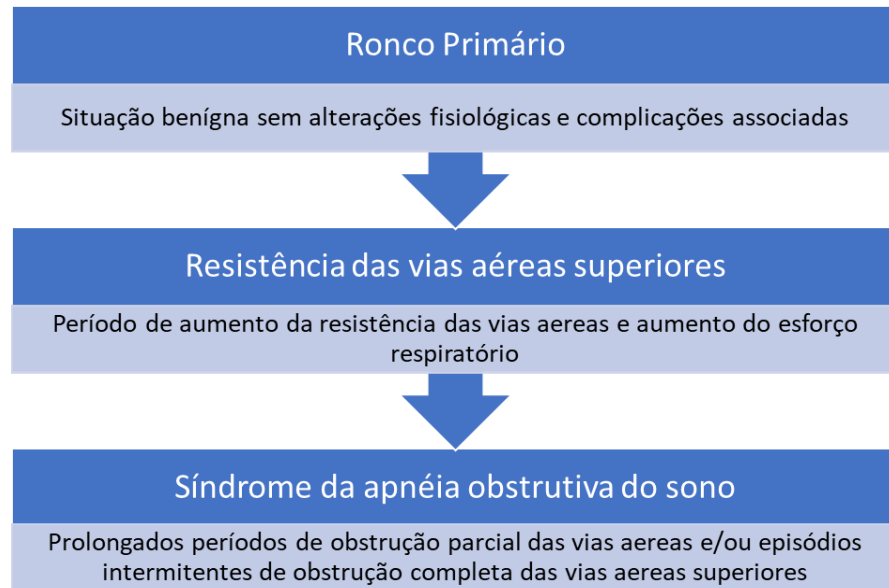 Ronco Primário
Situação benígna sem alterações fisiológicas e complicações associadas
Resistência das vias aéreas superiores
Período de aumento da resistência das vias aereas e aumento do esforço
respiratório
Síndrome da apnéia obstrutiva do sono
Prolongados períodos de obstrução parcial das vias aereas e/ou episódios
intermitentes de obstrução completa das vias aereas superiores